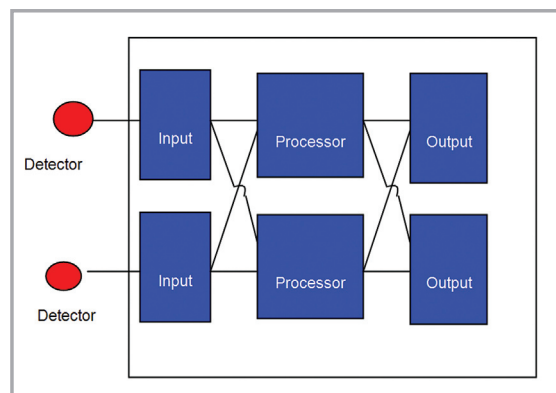 Input
Processor
Output
Detector
Input
Processor
Output
Detector